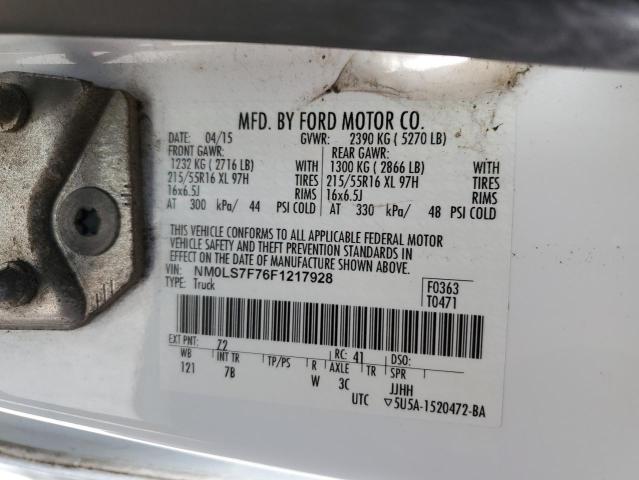 MFD. BY FORD MOTOR CO.
DATE: 04/15 GVWR: 2390 KG ( 5270 LB)
FRONT GAWR: REAR GAWR:
1232 KG ( 2716 LB) WITH 1300 KG ( 2866 LB) WITH
215/55R16 XL 97H TIRES 215/55R16 XL 97H TIRES
16x6.5J RIMS 16x6.5J RIMS
AT 300 kPa/ 44 PSI COLD AT 330 kPa/ 48 PSI COLD
THIS VEHICLE CONFORMS TO ALL APPLICABLE FEDERAL MOTOR
VEHICLE SAFETY AND THEFT PREVENTION STANDARDS IN
EFFECT ON THE DATE OF MANUFACTURE SHOWN ABOVE.
VIN: NM0LS7F76F1217928 F0363
TYPE: Truck T0471
EXT PNT: 72 RC: 41 DSO:
WB INT TR TP/PS R AXLE TR SPR
121 7B W 3C JJHH
UTC ▽5U5A-1520472-BA